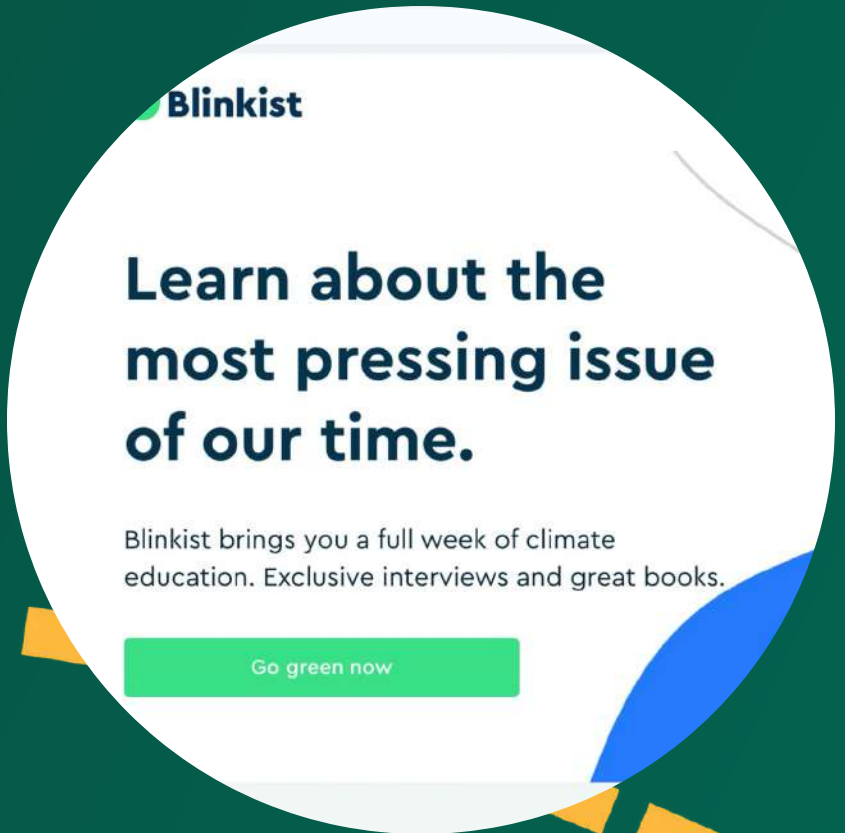 Blinkist
Learn about the
most pressing issue
of our time.
Blinkist brings you a full week of climate
education. Exclusive interviews and great books.
Go green now